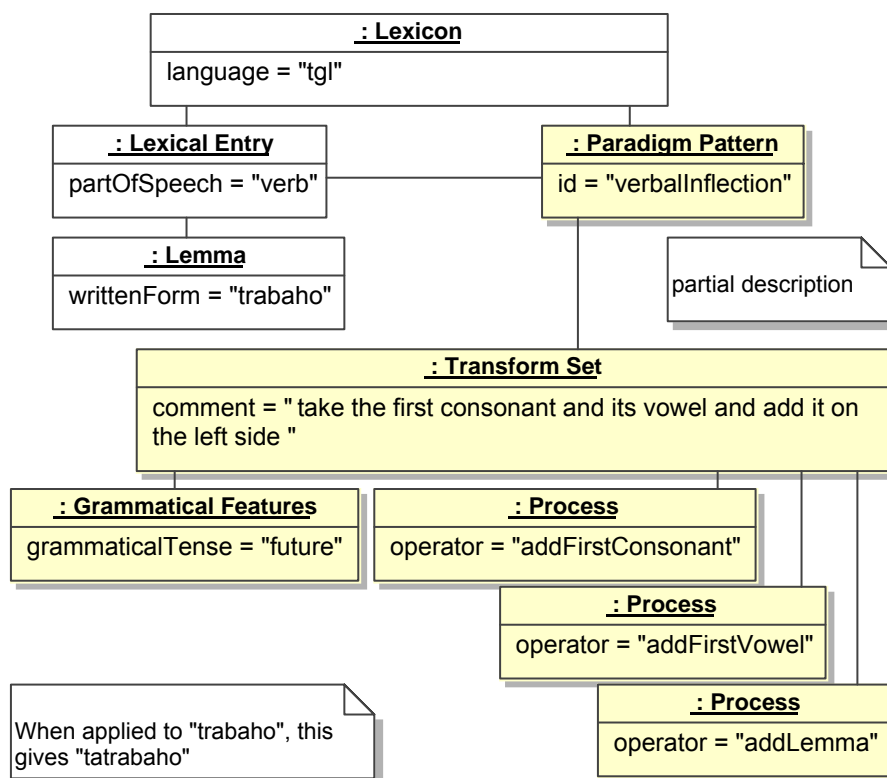 : Lexicon
language = "tgl"
: Lexical Entry
partOfSpeech = "verb"
: Paradigm Pattern
id = "verbalInflection"
: Lemma
writtenForm = "trabaho"
partial description
: Transform Set
comment = " take the first consonant and its vowel and add it on
the left side "
: Grammatical Features
grammaticalTense = "future"
: Process
operator = "addFirstConsonant"
: Process
operator = "addFirstVowel"
: Process
operator = "addLemma"
When applied to "trabaho", this
gives "tatrabaho"